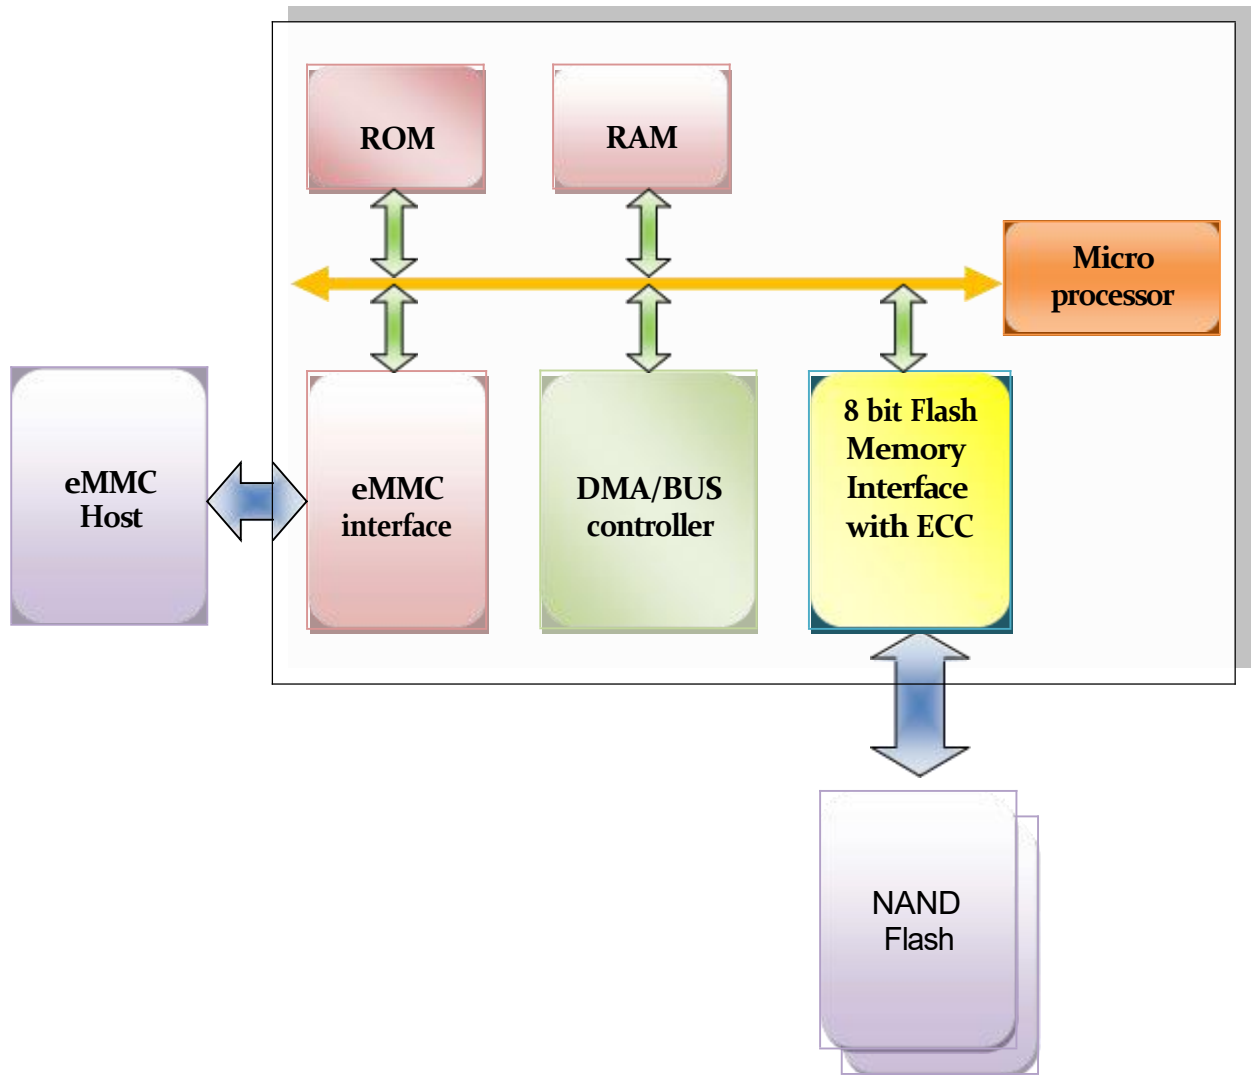 ROM
RAM
Micro
processor
eMMC
Host
eMMC
interface
DMA/BUS
controller
8 bit Flash
Memory
Interface
with ECC
NAND
Flash